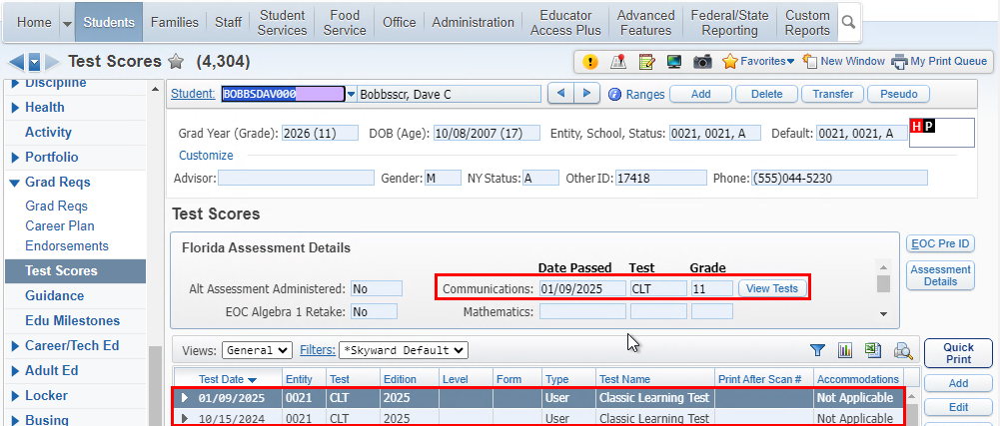 Home Students Families Staff Student Services Food Service Office Administration Educator Access Plus Advanced Features Federal/State Reporting Custom Reports
Test Scores (4,304) Favorites New Window My Print Queue
Discipline
Health
Activity
Portfolio
Grad Reqs
Grad Reqs
Career Plan
Endorsements
Test Scores
Guidance
Edu Milestones
Career/Tech Ed
Adult Ed
Locker
Busing
Student: BOBBSDAV000 Bobbsscr, Dave C Ranges Add Delete Transfer Pseudo
Grad Year (Grade): 2026 (11) DOB (Age): 10/08/2007 (17) Entity, School, Status: 0021, 0021, A Default: 0021, 0021, A H P
Customize
Advisor: Gender: M NY Status: A Other ID: 17418 Phone: (555)044-5230
Test Scores
Florida Assessment Details
Date Passed Test Grade
Alt Assessment Administered: No Communications: 01/09/2025 CLT 11 View Tests
EOC Algebra 1 Retake: No Mathematics:
EOC Pre ID
Assessment Details
Views: General Filters: *Skyward Default
Quick Print
Add
Edit
Test Date Entity Test Edition Level Form Type Test Name Print After Scan # Accommodations
01/09/2025 0021 CLT 2025 User Classic Learning Test Not Applicable
10/15/2024 0021 CLT 2025 User Classic Learning Test Not Applicable